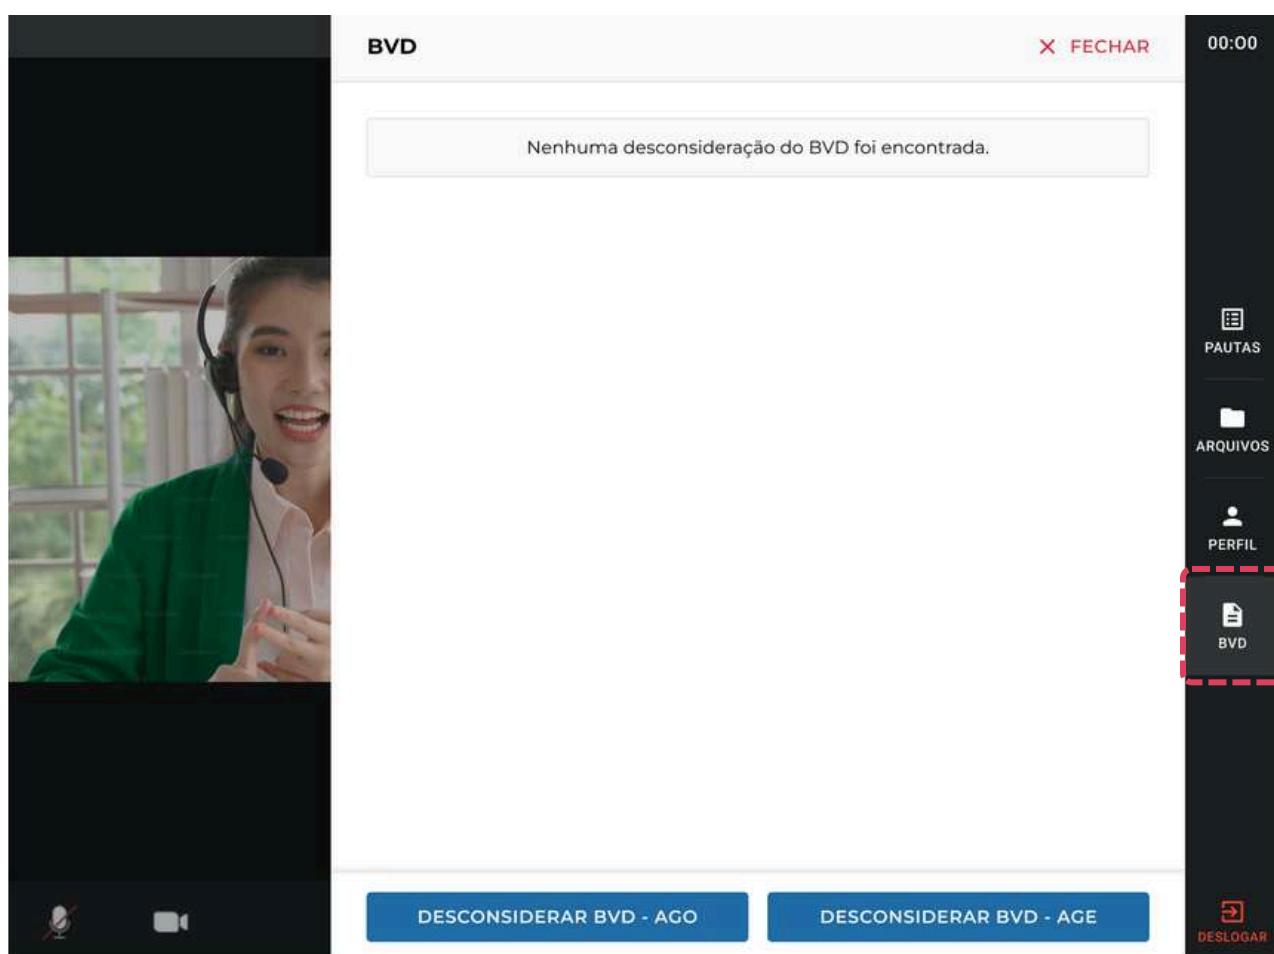 BVD
FECHAR
00:00
Nenhuma desconsideração do BVD foi encontrada.
PAUTAS
ARQUIVOS
PERFIL
BVD
DESCONSIDERAR BVD - AGO
DESCONSIDERAR BVD - AGE
DESLOGAR